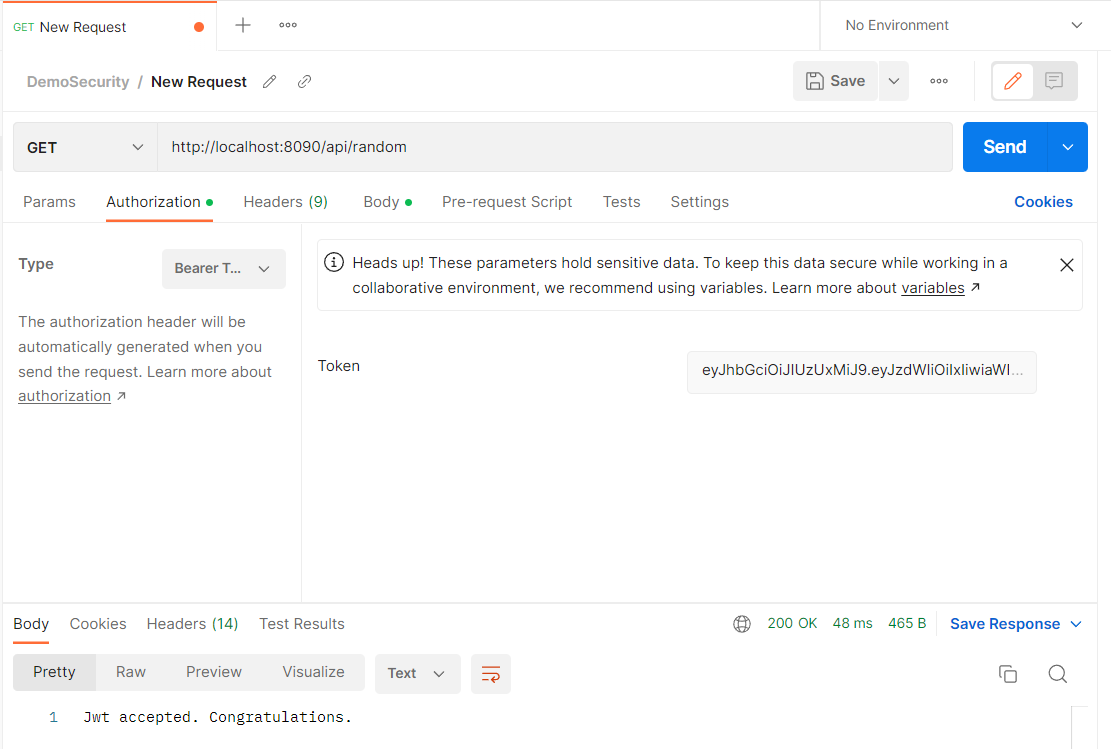 GET New Request
No Environment
DemoSecurity / New Request
Save
GET
http://localhost:8090/api/random
Send
Params
Authorization
Headers (9)
Body
Pre-request Script
Tests
Settings
Cookies
Type
Bearer T...
The authorization header will be
automatically generated when you
send the request. Learn more about
authorization ↗
Heads up! These parameters hold sensitive data. To keep this data secure while working in a
collaborative environment, we recommend using variables. Learn more about variables ↗
Token
eyJhbGciOiJIUzUxMiJ9.eyJzdWIiOiIxIiwiaWI...
Body
Cookies
Headers (14)
Test Results
200 OK
48 ms
465 B
Save Response
Pretty
Raw
Preview
Visualize
Text
1 Jwt accepted. Congratulations.